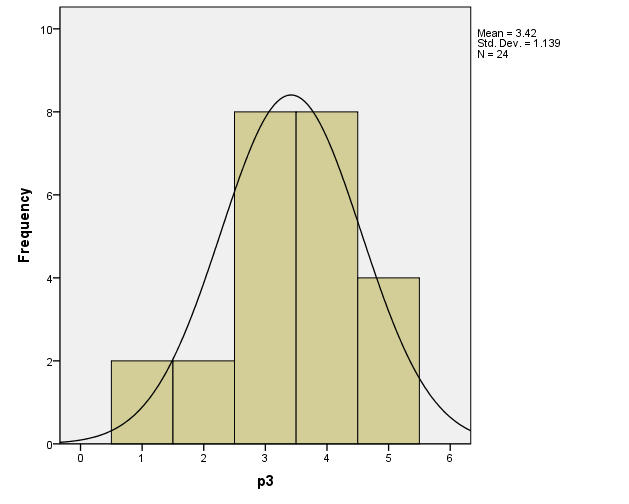 Mean = 3.42
Std. Dev. = 1.139
N = 24
10
8
6
4
2
0
Frequency
0 1 2 3 4 5 6
p3